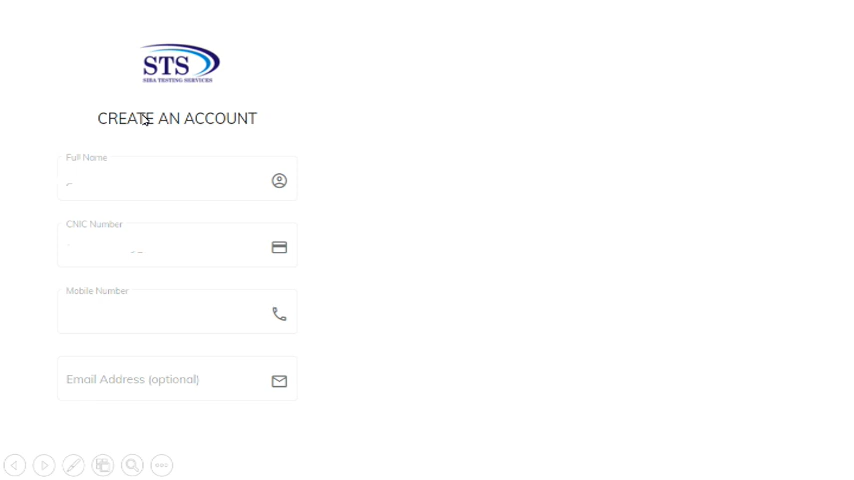 STS
SIBA TESTING SERVICES
CREATE AN ACCOUNT
Full Name
CNIC Number
Mobile Number
Email Address (optional)